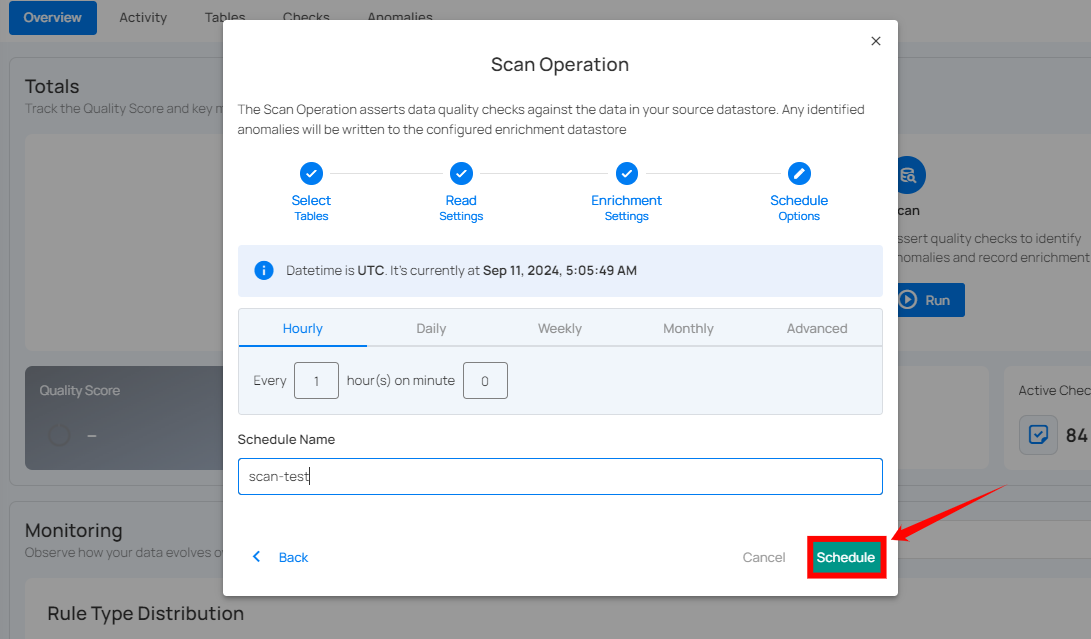 Overview Activity Tables Checks Anomalies
Totals
Track the Quality Score and key m
Scan Operation
The Scan Operation asserts data quality checks against the data in your source datastore. Any identified
anomalies will be written to the configured enrichment datastore
Select
Tables
Read
Settings
Enrichment
Settings
Schedule
Options
Datetime is UTC. It's currently at Sep 11, 2024, 5:05:49 AM
Hourly Daily Weekly Monthly Advanced
Every 1 hour(s) on minute 0
Schedule Name
scan-test
Back
Cancel
Schedule
can
ssert quality checks to identify
nomalies and record enrichment
Run
Quality Score
–
Active Chec
84
Monitoring
Observe how your data evolves o
Rule Type Distribution